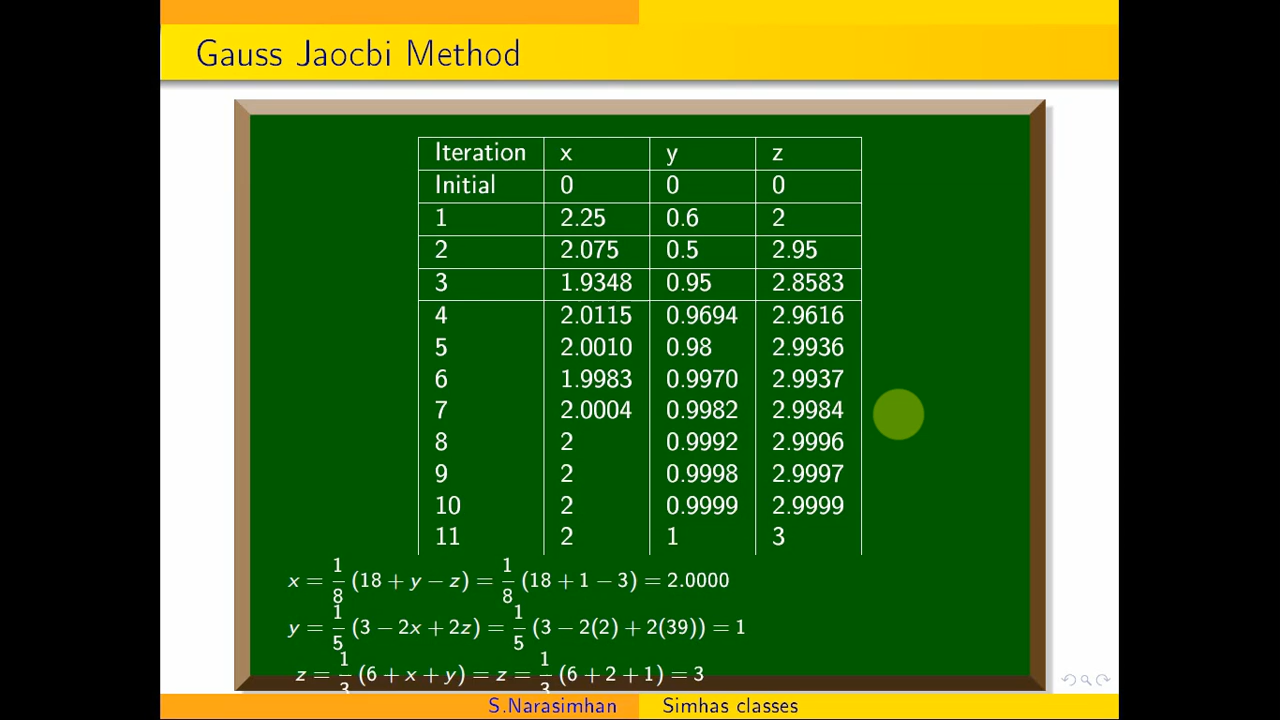 Gauss Jaocbi Method
Iteration x y z
Initial 0 0 0
1 2.25 0.6 2
2 2.075 0.5 2.95
3 1.9348 0.95 2.8583
4 2.0115 0.9694 2.9616
5 2.0010 0.98 2.9936
6 1.9983 0.9970 2.9937
7 2.0004 0.9982 2.9984
8 2 0.9992 2.9996
9 2 0.9998 2.9997
10 2 0.9999 2.9999
11 2 1 3
x = 1/8 (18 + y − z) = 1/8 (18 + 1 − 3) = 2.0000
y = 1/5 (3 − 2x + 2z) = 1/5 (3 − 2(2) + 2(39)) = 1
z = 1/3 (6 + x + y) = z = 1/3 (6 + 2 + 1) = 3
S.Narasimhan Simhas classes